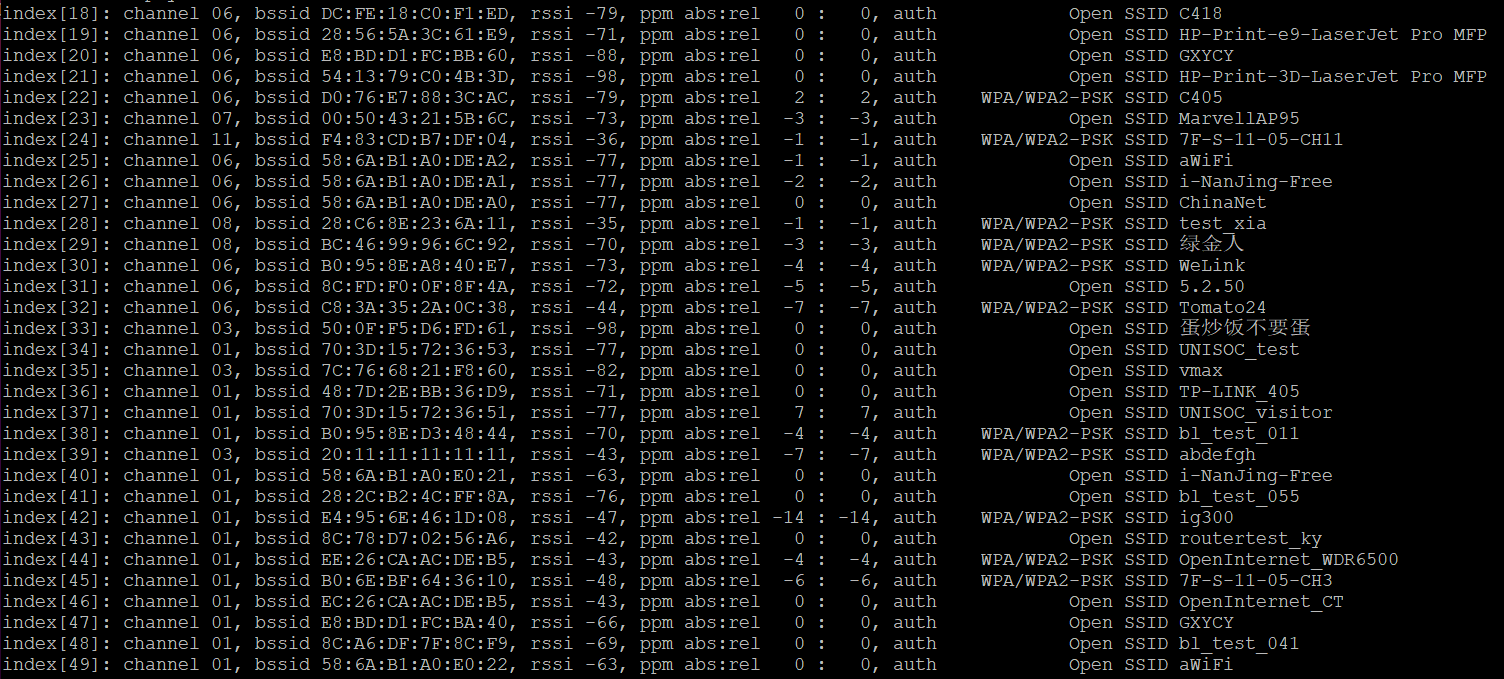 index[18]: channel 06, bssid DC:FE:18:C0:F1:ED, rssi -79, ppm abs:rel   0 :   0, auth            Open SSID C418
index[19]: channel 06, bssid 28:56:5A:3C:61:E9, rssi -71, ppm abs:rel   0 :   0, auth            Open SSID HP-Print-e9-LaserJet Pro MFP
index[20]: channel 06, bssid E8:BD:D1:FC:BB:60, rssi -88, ppm abs:rel   0 :   0, auth            Open SSID GXYCY
index[21]: channel 06, bssid 54:13:79:C0:4B:3D, rssi -98, ppm abs:rel   0 :   0, auth            Open SSID HP-Print-3D-LaserJet Pro MFP
index[22]: channel 06, bssid D0:76:E7:88:3C:AC, rssi -79, ppm abs:rel   2 :   2, auth    WPA/WPA2-PSK SSID C405
index[23]: channel 07, bssid 00:50:43:21:5B:6C, rssi -73, ppm abs:rel  -3 :  -3, auth            Open SSID MarvellAP95
index[24]: channel 11, bssid F4:83:CD:B7:DF:04, rssi -36, ppm abs:rel  -1 :  -1, auth    WPA/WPA2-PSK SSID 7F-S-11-05-CH11
index[25]: channel 06, bssid 58:6A:B1:A0:DE:A2, rssi -77, ppm abs:rel  -1 :  -1, auth            Open SSID aWiFi
index[26]: channel 06, bssid 58:6A:B1:A0:DE:A1, rssi -77, ppm abs:rel  -2 :  -2, auth            Open SSID i-NanJing-Free
index[27]: channel 06, bssid 58:6A:B1:A0:DE:A0, rssi -77, ppm abs:rel   0 :   0, auth            Open SSID ChinaNet
index[28]: channel 08, bssid 28:C6:8E:23:6A:11, rssi -35, ppm abs:rel  -1 :  -1, auth    WPA/WPA2-PSK SSID test_xia
index[29]: channel 08, bssid BC:46:99:96:6C:92, rssi -70, ppm abs:rel  -3 :  -3, auth    WPA/WPA2-PSK SSID 绿金人
index[30]: channel 06, bssid B0:95:8E:A8:40:E7, rssi -73, ppm abs:rel  -4 :  -4, auth    WPA/WPA2-PSK SSID WeLink
index[31]: channel 06, bssid 8C:FD:F0:0F:8F:4A, rssi -72, ppm abs:rel  -5 :  -5, auth            Open SSID 5.2.50
index[32]: channel 06, bssid C8:3A:35:2A:0C:38, rssi -44, ppm abs:rel  -7 :  -7, auth    WPA/WPA2-PSK SSID Tomato24
index[33]: channel 03, bssid 50:0F:F5:D6:FD:61, rssi -98, ppm abs:rel   0 :   0, auth            Open SSID 蛋炒饭不要蛋
index[34]: channel 01, bssid 70:3D:15:72:36:53, rssi -77, ppm abs:rel   0 :   0, auth            Open SSID UNISOC_test
index[35]: channel 03, bssid 7C:76:68:21:F8:60, rssi -82, ppm abs:rel   0 :   0, auth            Open SSID vmax
index[36]: channel 01, bssid 48:7D:2E:BB:36:D9, rssi -71, ppm abs:rel   0 :   0, auth            Open SSID TP-LINK_405
index[37]: channel 01, bssid 70:3D:15:72:36:51, rssi -77, ppm abs:rel   7 :   7, auth            Open SSID UNISOC_visitor
index[38]: channel 01, bssid B0:95:8E:D3:48:44, rssi -70, ppm abs:rel  -4 :  -4, auth    WPA/WPA2-PSK SSID bl_test_011
index[39]: channel 03, bssid 20:11:11:11:11:11, rssi -43, ppm abs:rel  -7 :  -7, auth    WPA/WPA2-PSK SSID abdefgh
index[40]: channel 01, bssid 58:6A:B1:A0:E0:21, rssi -63, ppm abs:rel   0 :   0, auth            Open SSID i-NanJing-Free
index[41]: channel 01, bssid 28:2C:B2:4C:FF:8A, rssi -76, ppm abs:rel   0 :   0, auth            Open SSID bl_test_055
index[42]: channel 01, bssid E4:95:6E:46:1D:08, rssi -47, ppm abs:rel -14 : -14, auth    WPA/WPA2-PSK SSID ig300
index[43]: channel 01, bssid 8C:78:D7:02:56:A6, rssi -42, ppm abs:rel   0 :   0, auth            Open SSID routertest_ky
index[44]: channel 01, bssid EE:26:CA:AC:DE:B5, rssi -43, ppm abs:rel  -4 :  -4, auth    WPA/WPA2-PSK SSID OpenInternet_WDR6500
index[45]: channel 01, bssid B0:6E:BF:64:36:10, rssi -48, ppm abs:rel  -6 :  -6, auth    WPA/WPA2-PSK SSID 7F-S-11-05-CH3
index[46]: channel 01, bssid EC:26:CA:AC:DE:B5, rssi -43, ppm abs:rel   0 :   0, auth            Open SSID OpenInternet_CT
index[47]: channel 01, bssid E8:BD:D1:FC:BA:40, rssi -66, ppm abs:rel   0 :   0, auth            Open SSID GXYCY
index[48]: channel 01, bssid 8C:A6:DF:7F:8C:F9, rssi -69, ppm abs:rel   0 :   0, auth            Open SSID bl_test_041
index[49]: channel 01, bssid 58:6A:B1:A0:E0:22, rssi -63, ppm abs:rel   0 :   0, auth            Open SSID aWiFi